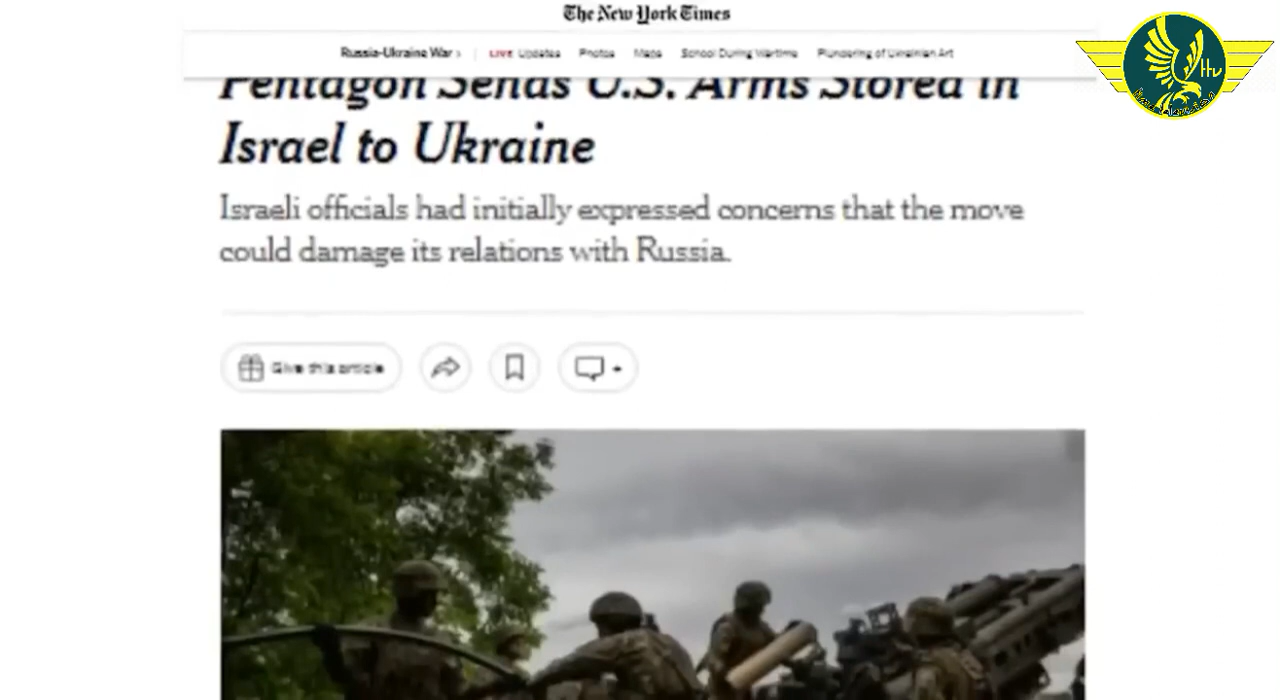 The New York Times
Russia-Ukraine War LIVE Updates Photos Maps School During Wartime Plundering of Ukrainian Art
Pentagon Sends U.S. Arms Stored in
Israel to Ukraine
Israeli officials had initially expressed concerns that the move
could damage its relations with Russia.
Give this article